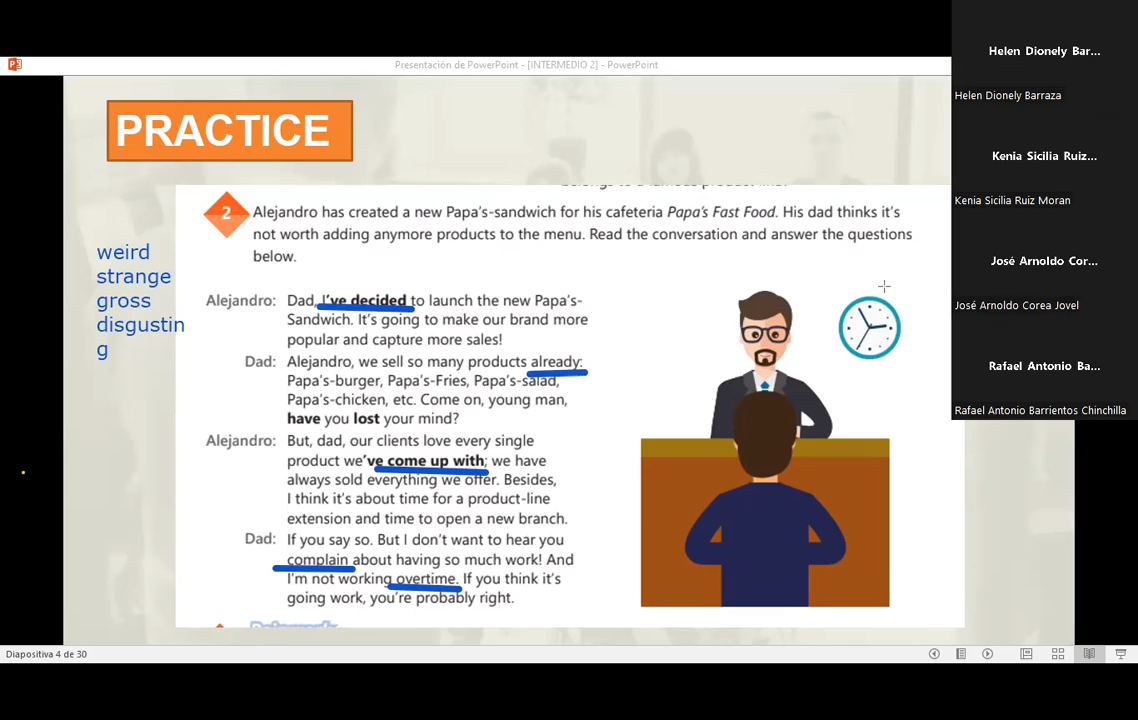 Presentación de PowerPoint - [INTERMEDIO 2] - PowerPoint
PRACTICE
2
Alejandro has created a new Papa's-sandwich for his cafeteria Papa's Fast Food. His dad thinks it's
not worth adding anymore products to the menu. Read the conversation and answer the questions
below.
weird
strange
gross
disgustin
g
Alejandro: Dad, I've decided to launch the new Papa's-
Sandwich. It's going to make our brand more
popular and capture more sales!
Dad: Alejandro, we sell so many products already:
Papa's-burger, Papa's-Fries, Papa's-salad,
Papa's-chicken, etc. Come on, young man,
have you lost your mind?
Alejandro: But, dad, our clients love every single
product we've come up with; we have
always sold everything we offer. Besides,
I think it's about time for a product-line
extension and time to open a new branch.
Dad: If you say so. But I don't want to hear you
complain about having so much work! And
I'm not working overtime. If you think it's
going work, you're probably right.
Diapositiva 4 de 30
Helen Dionely Bar...
Helen Dionely Barraza
Kenia Sicilia Ruiz...
Kenia Sicilia Ruiz Moran
José Arnoldo Cor...
José Arnoldo Corea Jovel
Rafael Antonio Ba...
Rafael Antonio Barrientos Chinchilla